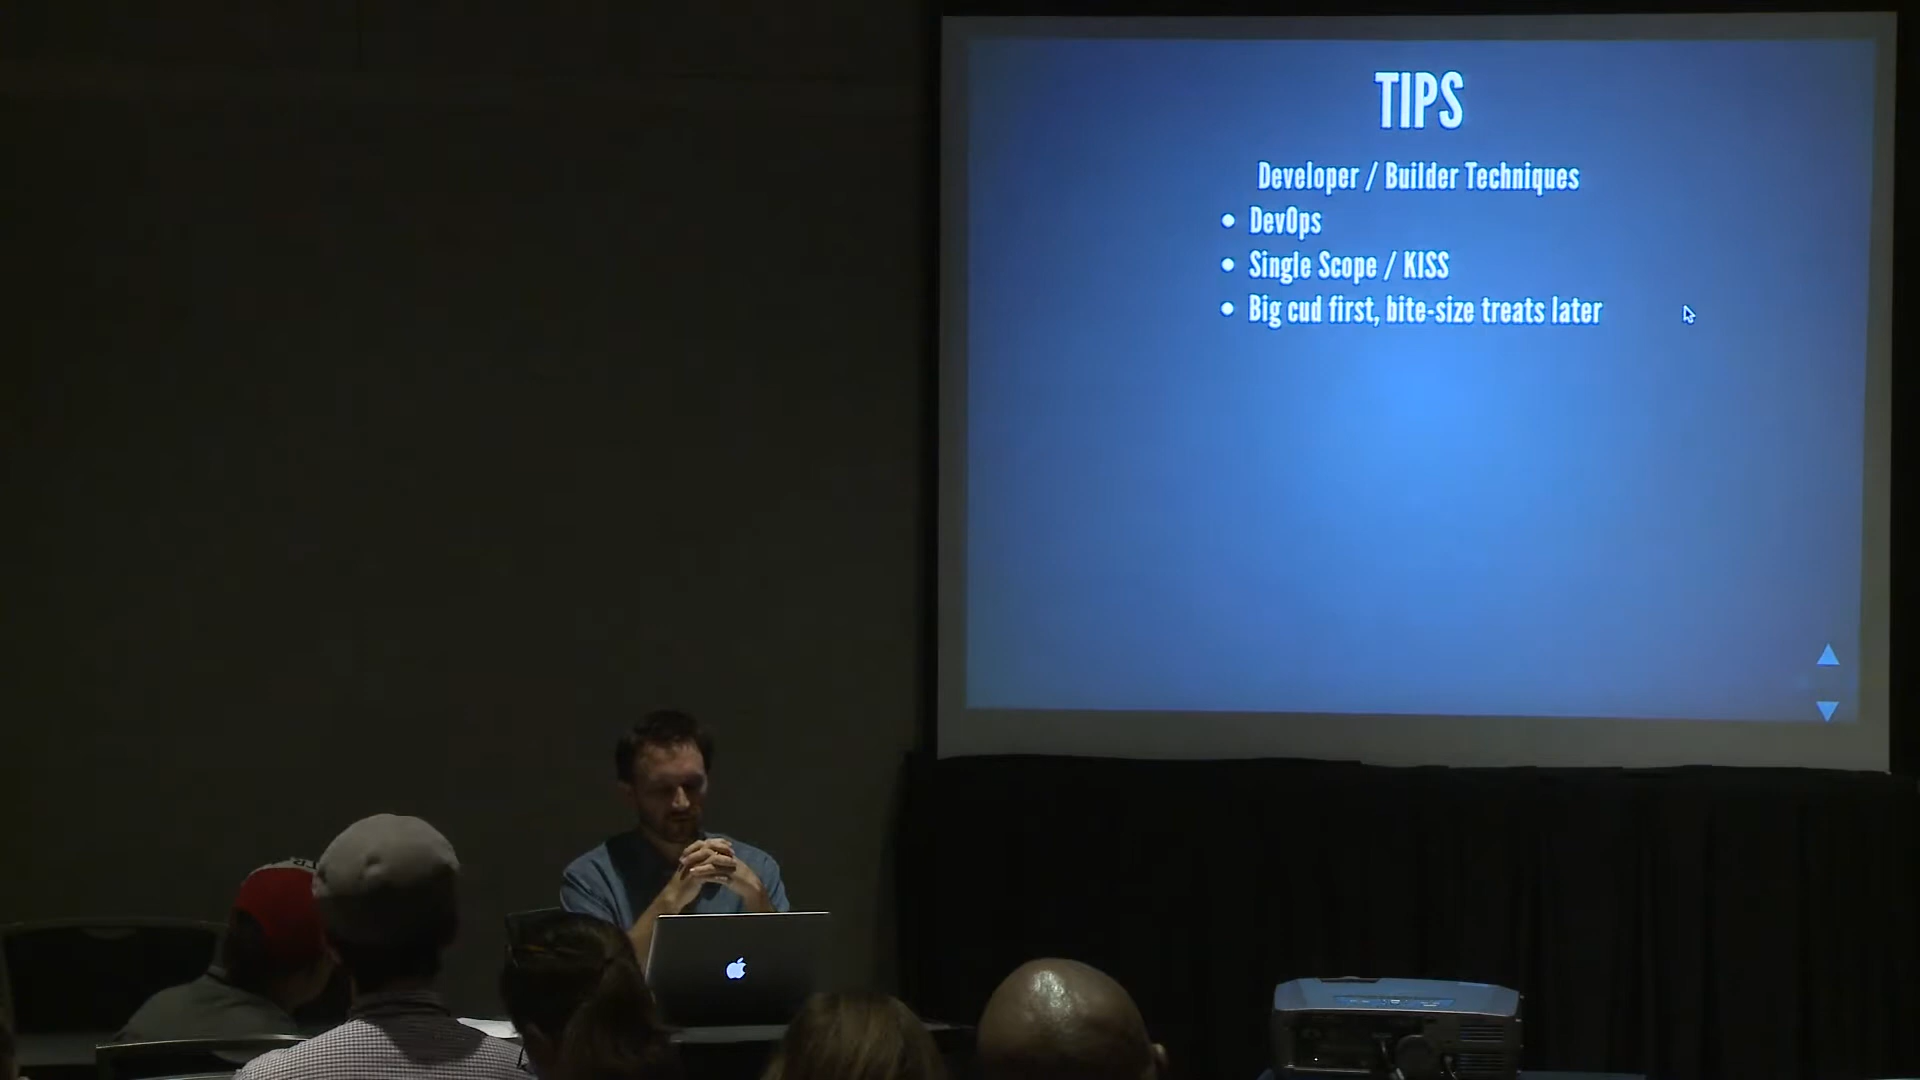 TIPS
Developer / Builder Techniques
• DevOps
• Single Scope / KISS
• Big cud first, bite-size treats later